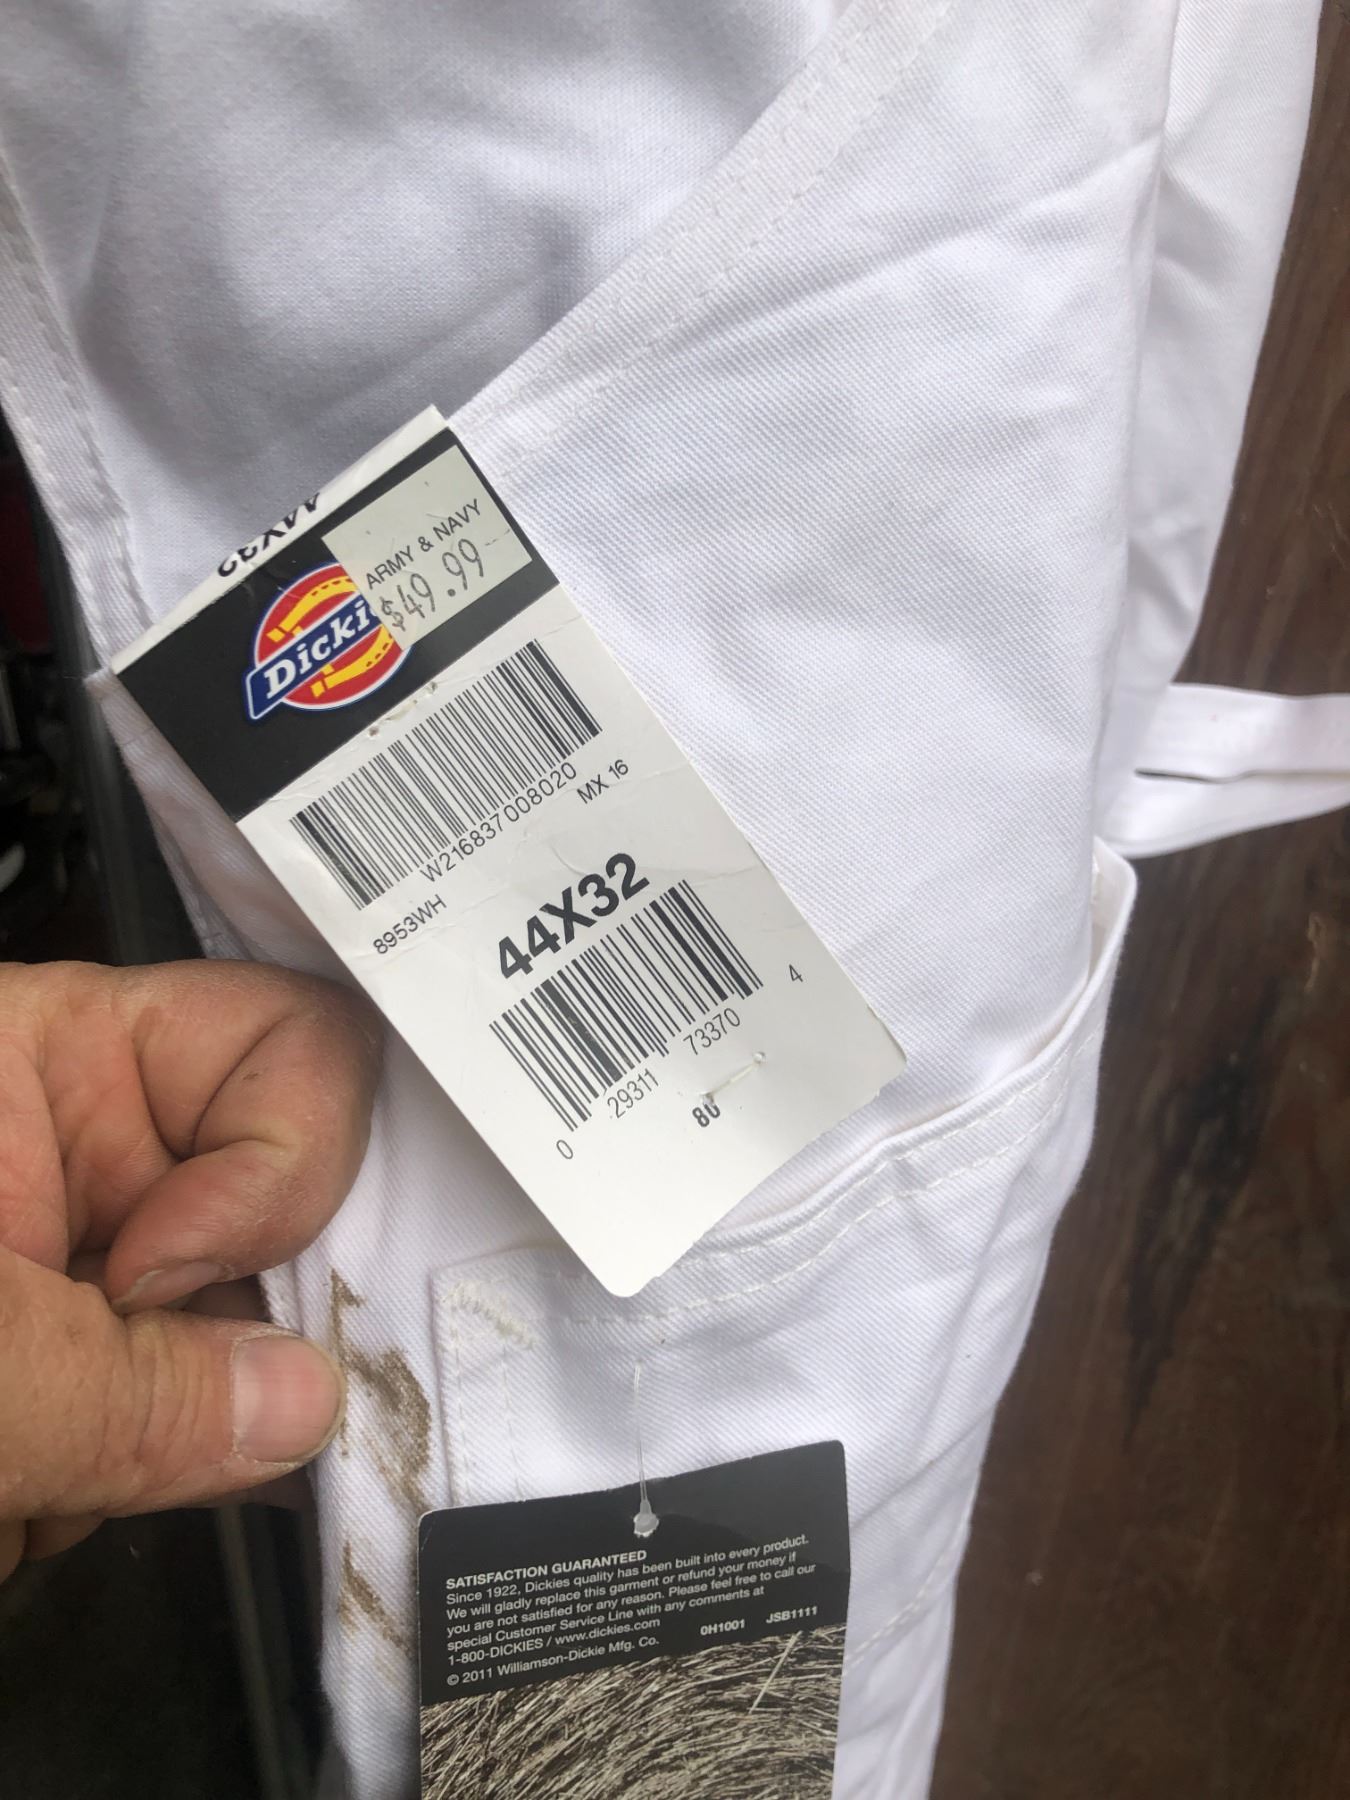 44X32
ARMY & NAVY
$49.99
Dickie
W216837008020
MX 16
8953WH
44X32
0 29311 73370 4
80
SATISFACTION GUARANTEED
Since 1922, Dickies quality has been built into every product.
We will gladly replace this garment or refund your money if
you are not satisfied for any reason. Please feel free to call our
special Customer Service Line with any comments at
1-800-DICKIES / www.dickies.com
© 2011 Williamson-Dickie Mfg. Co. 0H1001 JSB1111